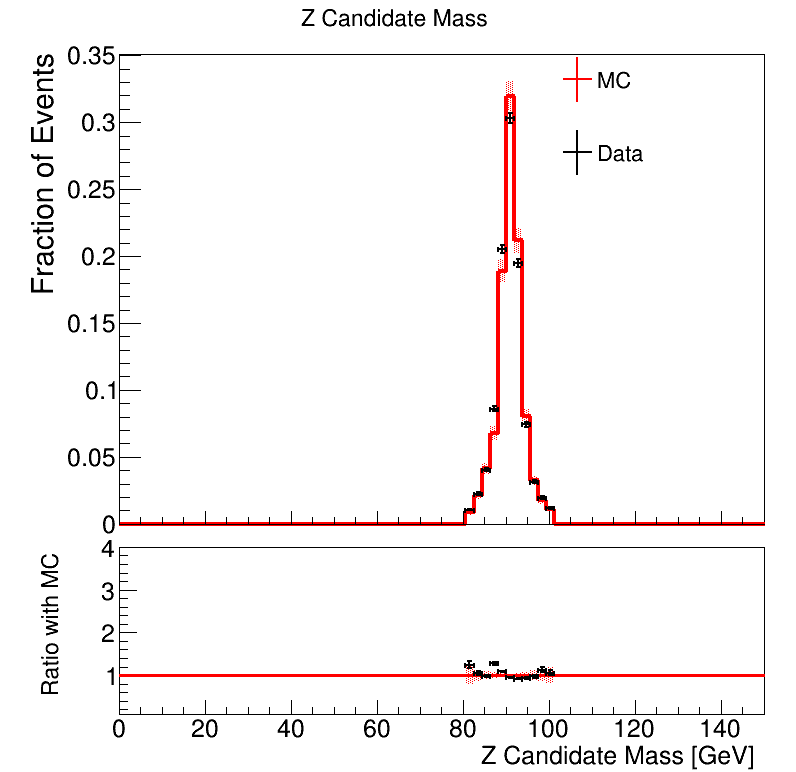 Z Candidate Mass
Fraction of Events
0.35
0.3
0.25
0.2
0.15
0.1
0.05
0
MC
Data
Ratio with MC
4
3
2
1
0 20 40 60 80 100 120 140
Z Candidate Mass [GeV]